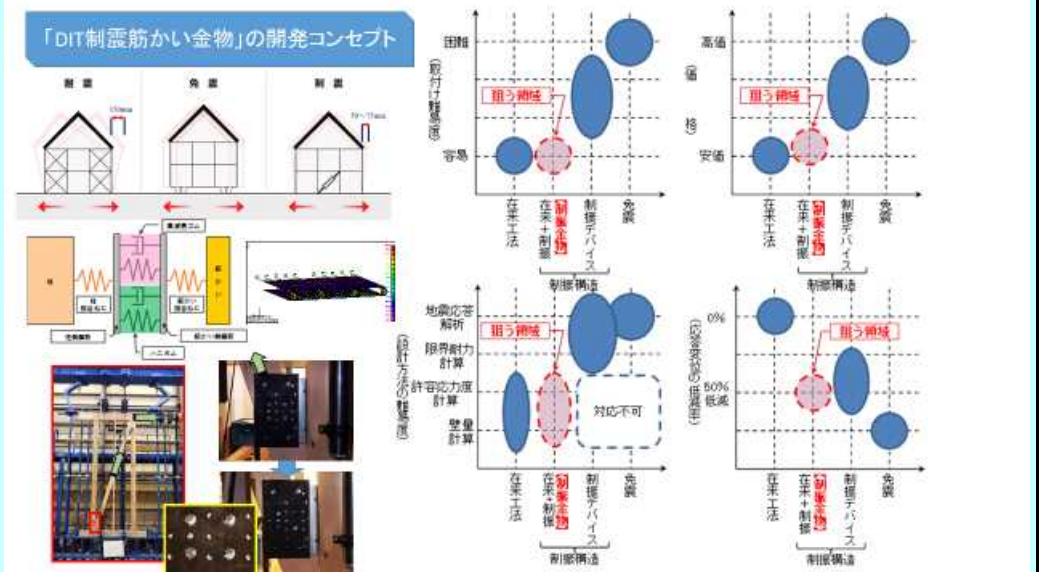 「DIT制震筋かい金物」の開発コンセプト
耐 震
免 震
制 震
高減衰ゴム
柱
筋かい
ハニカム
困難
(取付け難易度)
容易
狙う領域
在来工法
在来+制振
【制振金物】
制振デバイス
免震
制振構造
高価
(価 格)
安価
狙う領域
在来工法
在来+制振
【制振金物】
制振デバイス
免震
制振構造
地震応答
解析
限界耐力
計算
許容応力度
計算
壁量
計算
(設計方法の難易度)
狙う領域
対応不可
在来工法
在来+制振
【制振金物】
制振デバイス
免震
制振構造
0%
50%
低減
(応答突位の低減率)
狙う領域
在来工法
在来+制振
【制振金物】
制振デバイス
免震
制振構造